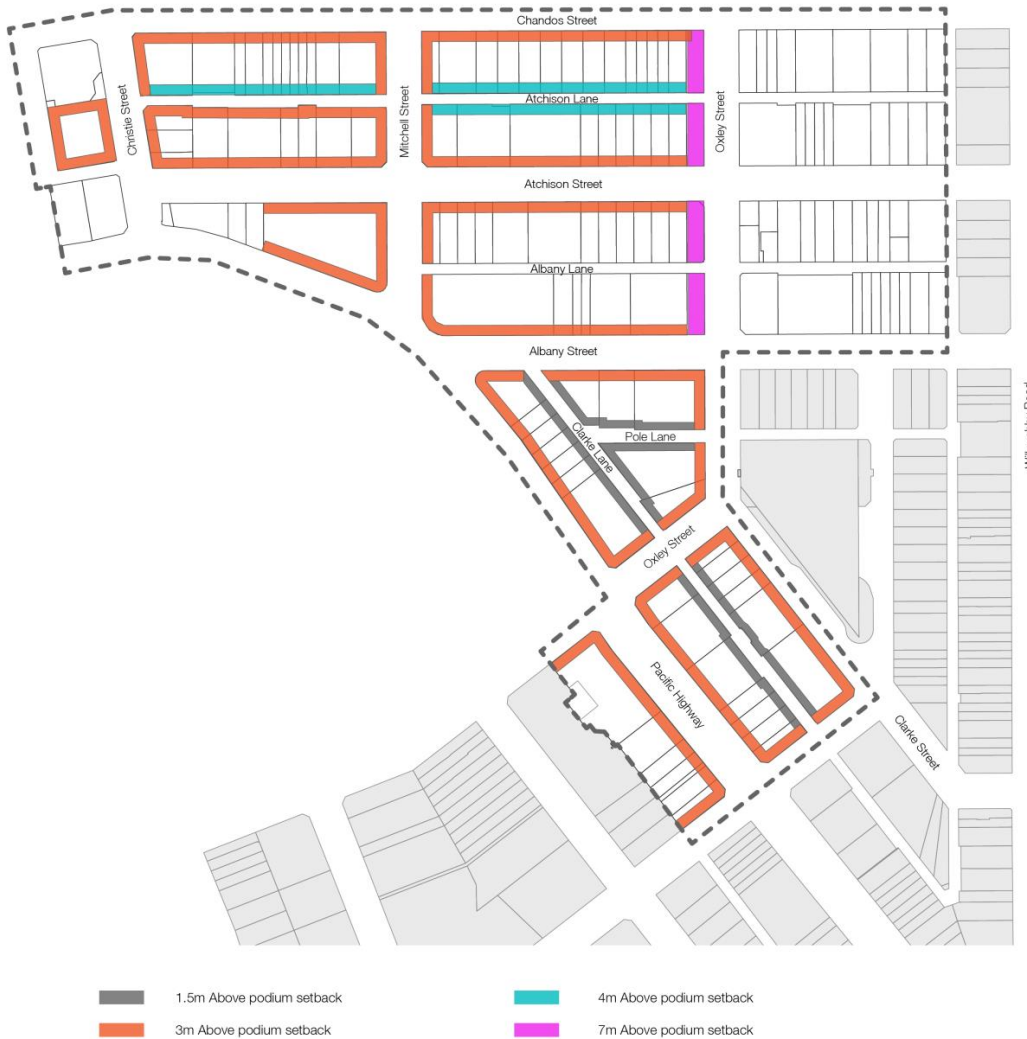 Chandos Street
Christie Street
Mitchell Street
Atchison Lane
Oxley Street
Atchison Street
Albany Lane
Albany Street
Clarke Lane
Pole Lane
Oxley Street
Pacific Highway
Clarke Street
1.5m Above podium setback
4m Above podium setback
3m Above podium setback
7m Above podium setback